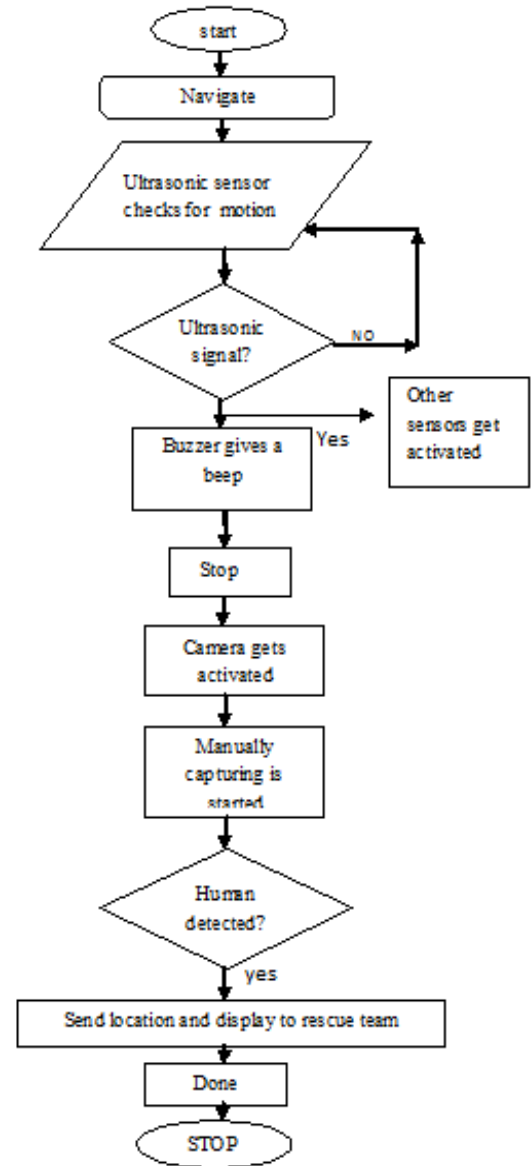 start
Navigate
Ultrasonic sensor
checks for motion
Ultrasonic
signal?
NO
Other
sensors get
activated
Yes
Buzzer gives a
beep
Stop
Camera gets
activated
Manually
capturing is
started
Human
detected?
yes
Send location and display to rescue team
Done
STOP